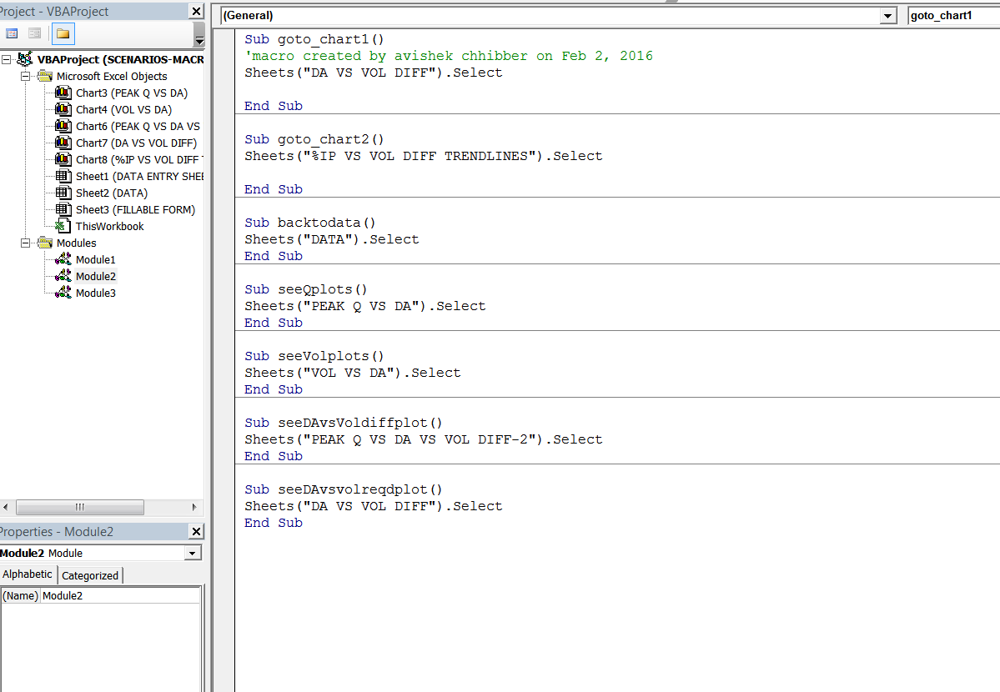 Project - VBAProject
VBAProject (SCENARIOS-MACR
Microsoft Excel Objects
Chart3 (PEAK Q VS DA)
Chart4 (VOL VS DA)
Chart6 (PEAK Q VS DA VS
Chart7 (DA VS VOL DIFF)
Chart8 (%IP VS VOL DIFF
Sheet1 (DATA ENTRY SHEE
Sheet2 (DATA)
Sheet3 (FILLABLE FORM)
ThisWorkbook
Modules
Module1
Module2
Module3
Properties - Module2
Module2 Module
Alphabetic Categorized
(Name) Module2
(General) goto_chart1
Sub goto_chart1()
'macro created by avishek chhibber on Feb 2, 2016
Sheets("DA VS VOL DIFF").Select
End Sub
Sub goto_chart2()
Sheets("%IP VS VOL DIFF TRENDLINES").Select
End Sub
Sub backtodata()
Sheets("DATA").Select
End Sub
Sub seeQplots()
Sheets("PEAK Q VS DA").Select
End Sub
Sub seeVolplots()
Sheets("VOL VS DA").Select
End Sub
Sub seeDAvsVoldiffplot()
Sheets("PEAK Q VS DA VS VOL DIFF-2").Select
End Sub
Sub seeDAvsvolreqdplot()
Sheets("DA VS VOL DIFF").Select
End Sub